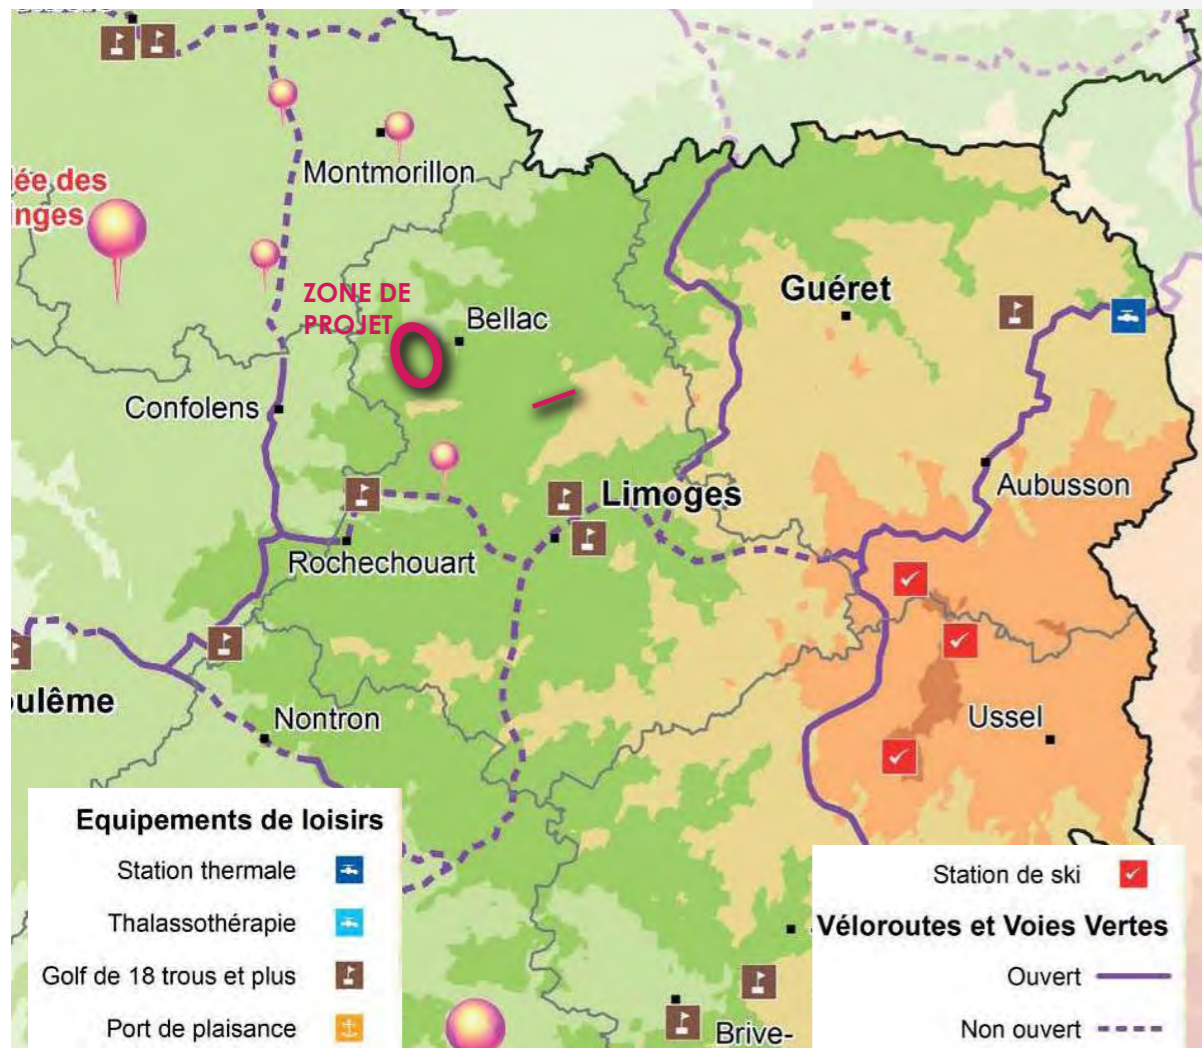 Montmorillon
lée des
inges
ZONE DE
PROJET
Bellac
Guéret
Confolens
Limoges
Aubusson
Rochechouart
oulême
Nontron
Ussel
Equipements de loisirs
Station thermale
Thalassothérapie
Golf de 18 trous et plus
Port de plaisance
Station de ski
Véloroutes et Voies Vertes
Ouvert
Non ouvert
Brive-